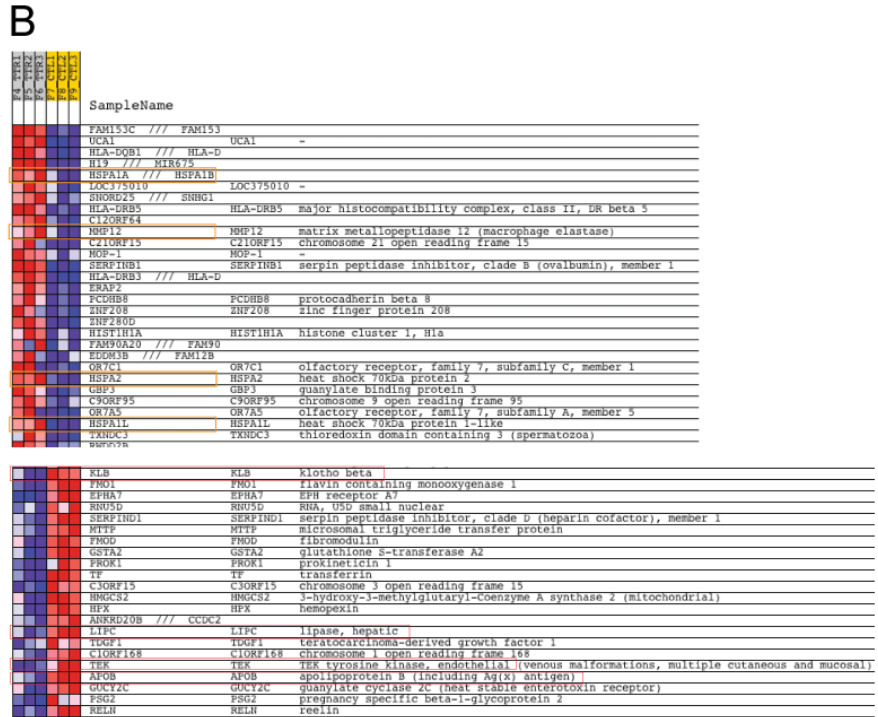 B
F4_TTR1 F5_TTR2 F6_TTR3 F7_CTL1 F8_CTL2 F9_CTL3
SampleName
FAM153C /// FAM153
UCA1 UCA1 -
HLA-DQB1 /// HLA-D
H19 /// MIR675
HSPA1A /// HSPA1B
LOC375010 LOC375010 -
SNORD25 /// SNHG1
HLA-DRB5 HLA-DRB5 major histocompatibility complex, class II, DR beta 5
C12ORF64
MMP12 MMP12 matrix metallopeptidase 12 (macrophage elastase)
C21ORF15 C21ORF15 chromosome 21 open reading frame 15
MOP-1 MOP-1 -
SERPINB1 SERPINB1 serpin peptidase inhibitor, clade B (ovalbumin), member 1
HLA-DRB3 /// HLA-D
ERAP2
PCDHB8 PCDHB8 protocadherin beta 8
ZNF208 ZNF208 zinc finger protein 208
ZNF280D
HIST1H1A HIST1H1A histone cluster 1, H1a
FAM90A20 /// FAM90
EDDM3B /// FAM12B
OR7C1 OR7C1 olfactory receptor, family 7, subfamily C, member 1
HSPA2 HSPA2 heat shock 70kDa protein 2
GBP3 GBP3 guanylate binding protein 3
C9ORF95 C9ORF95 chromosome 9 open reading frame 95
OR7A5 OR7A5 olfactory receptor, family 7, subfamily A, member 5
HSPA1L HSPA1L heat shock 70kDa protein 1-like
TXNDC3 TXNDC3 thioredoxin domain containing 3 (spermatozoa)
RWDD2B
KLB KLB klotho beta
FMO1 FMO1 flavin containing monooxygenase 1
EPHA7 EPHA7 EPH receptor A7
RNU5D RNU5D RNA, U5D small nuclear
SERPIND1 SERPIND1 serpin peptidase inhibitor, clade D (heparin cofactor), member 1
MTTP MTTP microsomal triglyceride transfer protein
FMOD FMOD fibromodulin
GSTA2 GSTA2 glutathione S-transferase A2
PROK1 PROK1 prokineticin 1
TF TF transferrin
C3ORF15 C3ORF15 chromosome 3 open reading frame 15
HMGCS2 HMGCS2 3-hydroxy-3-methylglutaryl-Coenzyme A synthase 2 (mitochondrial)
HPX HPX hemopexin
ANKRD20B /// CCDC2
LIPC LIPC lipase, hepatic
TDGF1 TDGF1 teratocarcinoma-derived growth factor 1
C1ORF168 C1ORF168 chromosome 1 open reading frame 168
TEK TEK TEK tyrosine kinase, endothelial (venous malformations, multiple cutaneous and mucosal)
APOB APOB apolipoprotein B (including Ag(x) antigen)
GUCY2C GUCY2C guanylate cyclase 2C (heat stable enterotoxin receptor)
PSG2 PSG2 pregnancy specific beta-1-glycoprotein 2
RELN RELN reelin